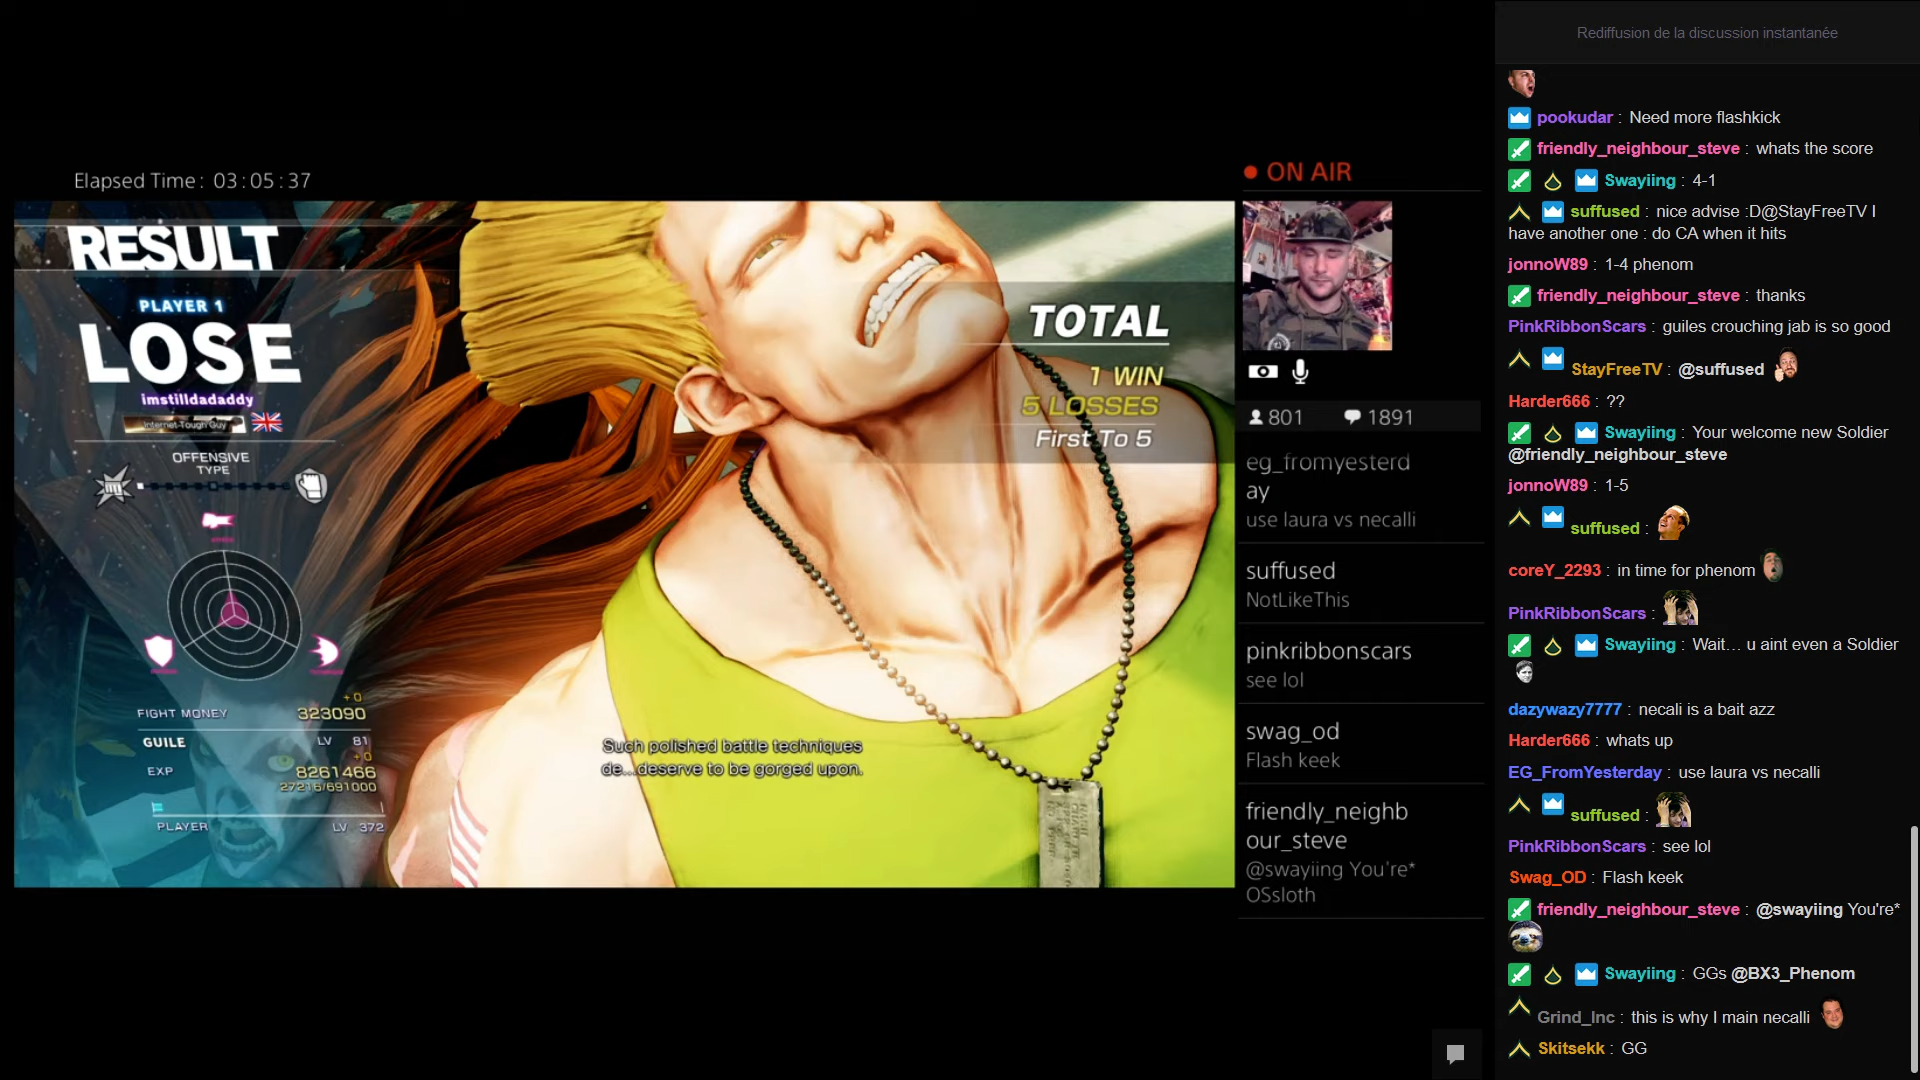 Elapsed Time: 03:05:37
RESULT
PLAYER 1
LOSE
imstilldadaddy
Internet-Tough Guy
OFFENSIVE
TYPE
+0
FIGHT MONEY 323090
GUILE LV 81
+0
EXP 8261466
27216/691000
PLAYER LV 372
TOTAL
1 WIN
5 LOSSES
First To 5
Such polished battle techniques
de...deserve to be gorged upon.
ON AIR
801 1891
eg_fromyesterd
ay
use laura vs necalli
suffused
NotLikeThis
pinkribbonscars
see lol
swag_od
Flash keek
friendly_neighb
our_steve
@swayiing You're*
OSsloth
Rediffusion de la discussion instantanée
pookudar : Need more flashkick
friendly_neighbour_steve : whats the score
Swayiing : 4-1
suffused : nice advise :D@StayFreeTV I
have another one : do CA when it hits
jonnoW89 : 1-4 phenom
friendly_neighbour_steve : thanks
PinkRibbonScars : guiles crouching jab is so good
StayFreeTV : @suffused
Harder666 : ??
Swayiing : Your welcome new Soldier
@friendly_neighbour_steve
jonnoW89 : 1-5
suffused :
coreY_2293 : in time for phenom
PinkRibbonScars :
Swayiing : Wait… u aint even a Soldier
dazywazy7777 : necali is a bait azz
Harder666 : whats up
EG_FromYesterday : use laura vs necalli
suffused :
PinkRibbonScars : see lol
Swag_OD : Flash keek
friendly_neighbour_steve : @swayiing You're*
Swayiing : GGs @BX3_Phenom
Grind_Inc : this is why I main necalli
Skitsekk : GG